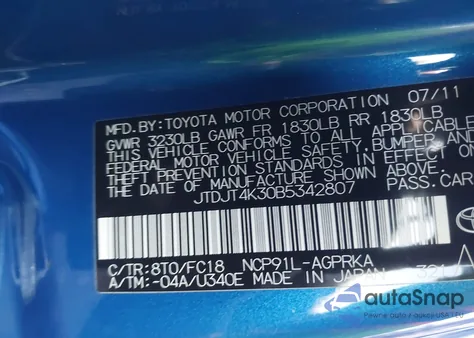 MFD. BY: TOYOTA MOTOR CORPORATION 07/11
GVWR 3230LB GAWR FR 1830LB RR 1830LB
THIS VEHICLE CONFORMS TO ALL APPLICABLE
FEDERAL MOTOR VEHICLE SAFETY, BUMPER, AND
THEFT PREVENTION STANDARDS IN EFFECT ON
THE DATE OF MANUFACTURE SHOWN ABOVE.
JTDJT4K30B5342807 PASS. CAR
C/TR: 8T0/FC18 NCP91L-AGPRKA
A/TM: -04A/U340E MADE IN JAPAN 321
autoSnap